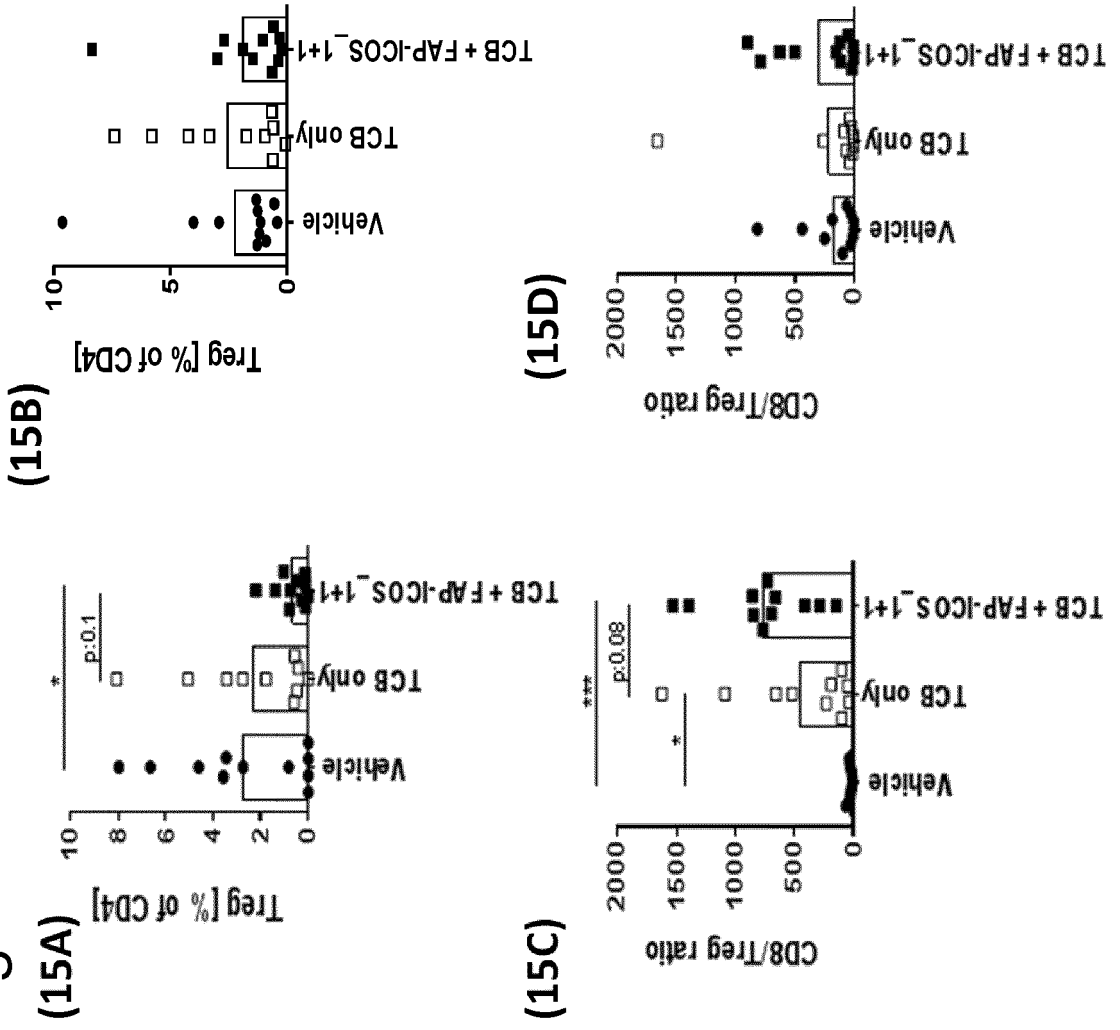 (15A)
Treg [% of CD4]
10
8
6
4
2
0
*
p:0.1
Vehicle
TCB only
TCB + FAP-ICOS_1+1
(15B)
Treg [% of CD4]
10
5
0
Vehicle
TCB only
TCB + FAP-ICOS_1+1
(15C)
CD8/Treg ratio
2000
1500
1000
500
0
***
p:0.08
*
Vehicle
TCB only
TCB + FAP-ICOS_1+1
(15D)
CD8/Treg ratio
2000
1500
1000
500
0
Vehicle
TCB only
TCB + FAP-ICOS_1+1